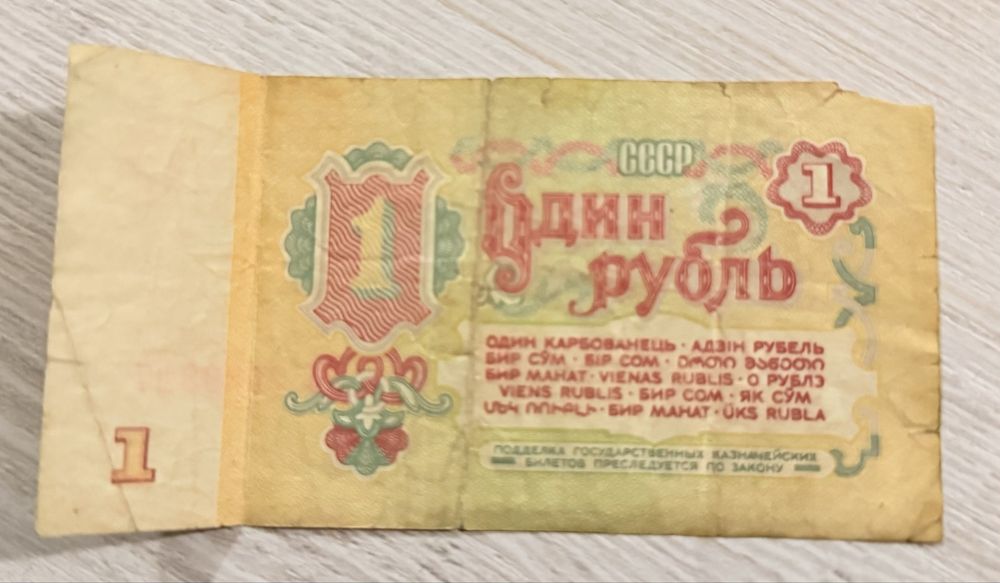 СССР
1
1
Один
рубль
ОДИН КАРБОВАНЕЦЬ · АДЗІН РУБЕЛЬ
БИР СЎМ · БІР СОМ · ᲔᲠᲗᲘ ᲛᲐᲜᲔᲗᲘ
БИР МАНАТ · VIENAS RUBLIS · О РУБЛЭ
VIENS RUBLIS · БИР СОМ · ЯК СЎМ
ՄԵԿ ՌՈՒԲԼԻ · БИР МАНАТ · ÜKS RUBLA
ПОДДЕЛКА ГОСУДАРСТВЕННЫХ КАЗНАЧЕЙСКИХ
БИЛЕТОВ ПРЕСЛЕДУЕТСЯ ПО ЗАКОНУ
1